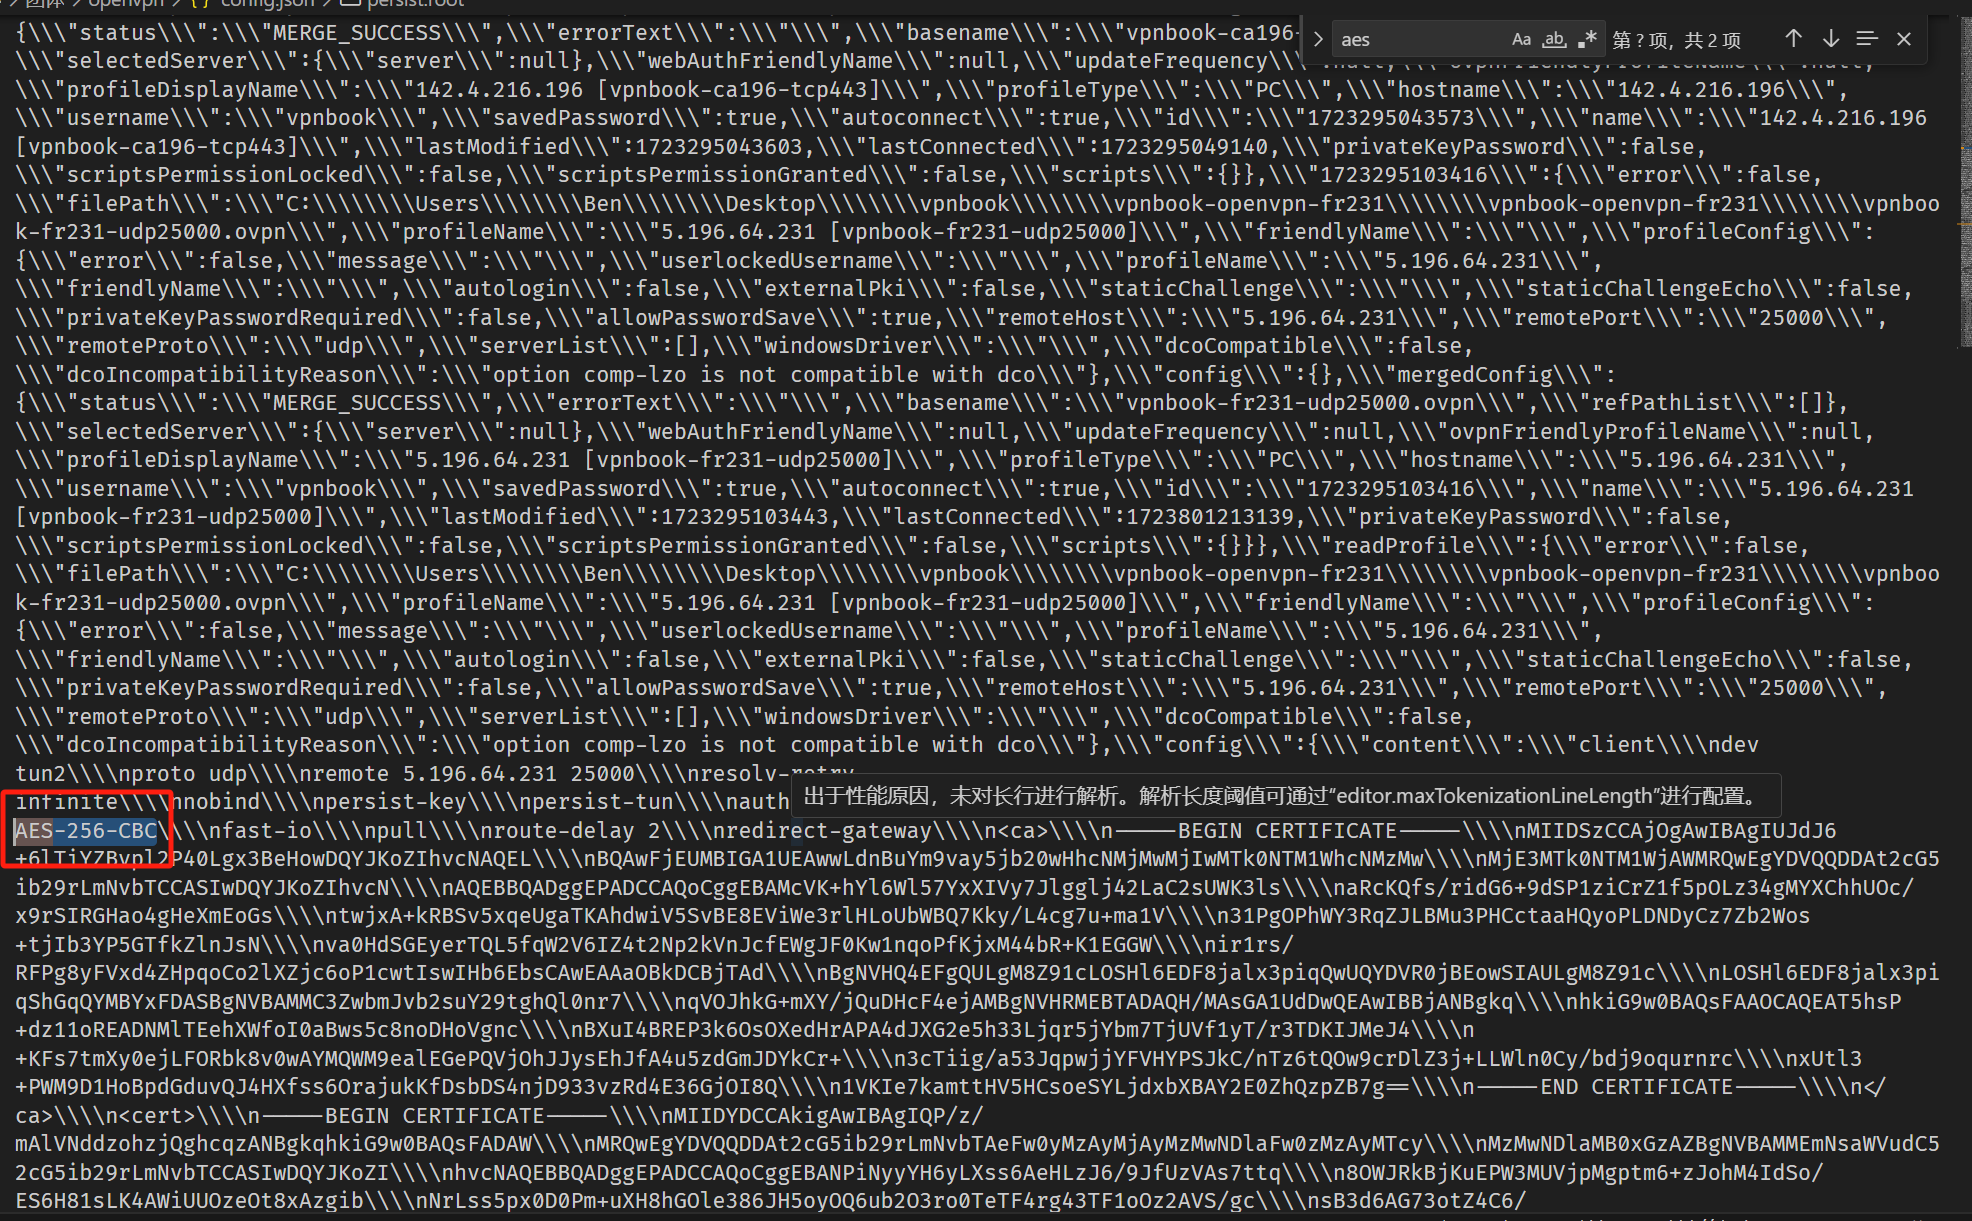 团体 > openvpn > {} config.json > persist.root
{\\\"status\\\":\\\"MERGE_SUCCESS\\\",\\\"errorText\\\":\\\"\\\",\\\"basename\\\":\\\"vpnbook-ca196-
aes
Aa
ab
.*
第 ? 项，共 2 项
\\\"selectedServer\\\":{\\\"server\\\":null},\\\"webAuthFriendlyName\\\":null,\\\"updateFrequency\\\":null,\\\"ovpnFriendlyProfileName\\\":null,
\\\"profileDisplayName\\\":\\\"142.4.216.196 [vpnbook-ca196-tcp443]\\\",\\\"profileType\\\":\\\"PC\\\",\\\"hostname\\\":\\\"142.4.216.196\\\",
\\\"username\\\":\\\"vpnbook\\\",\\\"savedPassword\\\":true,\\\"autoconnect\\\":true,\\\"id\\\":\\\"1723295043573\\\",\\\"name\\\":\\\"142.4.216.196
[vpnbook-ca196-tcp443]\\\",\\\"lastModified\\\":1723295043603,\\\"lastConnected\\\":1723295049140,\\\"privateKeyPassword\\\":false,
\\\"scriptsPermissionLocked\\\":false,\\\"scriptsPermissionGranted\\\":false,\\\"scripts\\\":{}},\\\"1723295103416\\\":{\\\"error\\\":false,
\\\"filePath\\\":\\\"C:\\\\\\\\Users\\\\\\\\Ben\\\\\\\\Desktop\\\\\\\\vpnbook\\\\\\\\vpnbook-openvpn-fr231\\\\\\\\vpnbook-openvpn-fr231\\\\\\\\vpnboo
k-fr231-udp25000.ovpn\\\",\\\"profileName\\\":\\\"5.196.64.231 [vpnbook-fr231-udp25000]\\\",\\\"friendlyName\\\":\\\"\\\",\\\"profileConfig\\\":
{\\\"error\\\":false,\\\"message\\\":\\\"\\\",\\\"userlockedUsername\\\":\\\"\\\",\\\"profileName\\\":\\\"5.196.64.231\\\",
\\\"friendlyName\\\":\\\"\\\",\\\"autologin\\\":false,\\\"externalPki\\\":false,\\\"staticChallenge\\\":\\\"\\\",\\\"staticChallengeEcho\\\":false,
\\\"privateKeyPasswordRequired\\\":false,\\\"allowPasswordSave\\\":true,\\\"remoteHost\\\":\\\"5.196.64.231\\\",\\\"remotePort\\\":\\\"25000\\\",
\\\"remoteProto\\\":\\\"udp\\\",\\\"serverList\\\":[],\\\"windowsDriver\\\":\\\"\\\",\\\"dcoCompatible\\\":false,
\\\"dcoIncompatibilityReason\\\":\\\"option comp-lzo is not compatible with dco\\\"},\\\"config\\\":{},\\\"mergedConfig\\\":
{\\\"status\\\":\\\"MERGE_SUCCESS\\\",\\\"errorText\\\":\\\"\\\",\\\"basename\\\":\\\"vpnbook-fr231-udp25000.ovpn\\\",\\\"refPathList\\\":[]},
\\\"selectedServer\\\":{\\\"server\\\":null},\\\"webAuthFriendlyName\\\":null,\\\"updateFrequency\\\":null,\\\"ovpnFriendlyProfileName\\\":null,
\\\"profileDisplayName\\\":\\\"5.196.64.231 [vpnbook-fr231-udp25000]\\\",\\\"profileType\\\":\\\"PC\\\",\\\"hostname\\\":\\\"5.196.64.231\\\",
\\\"username\\\":\\\"vpnbook\\\",\\\"savedPassword\\\":true,\\\"autoconnect\\\":true,\\\"id\\\":\\\"1723295103416\\\",\\\"name\\\":\\\"5.196.64.231
[vpnbook-fr231-udp25000]\\\",\\\"lastModified\\\":1723295103443,\\\"lastConnected\\\":1723801213139,\\\"privateKeyPassword\\\":false,
\\\"scriptsPermissionLocked\\\":false,\\\"scriptsPermissionGranted\\\":false,\\\"scripts\\\":{}}},\\\"readProfile\\\":{\\\"error\\\":false,
\\\"filePath\\\":\\\"C:\\\\\\\\Users\\\\\\\\Ben\\\\\\\\Desktop\\\\\\\\vpnbook\\\\\\\\vpnbook-openvpn-fr231\\\\\\\\vpnbook-openvpn-fr231\\\\\\\\vpnboo
k-fr231-udp25000.ovpn\\\",\\\"profileName\\\":\\\"5.196.64.231 [vpnbook-fr231-udp25000]\\\",\\\"friendlyName\\\":\\\"\\\",\\\"profileConfig\\\":
{\\\"error\\\":false,\\\"message\\\":\\\"\\\",\\\"userlockedUsername\\\":\\\"\\\",\\\"profileName\\\":\\\"5.196.64.231\\\",
\\\"friendlyName\\\":\\\"\\\",\\\"autologin\\\":false,\\\"externalPki\\\":false,\\\"staticChallenge\\\":\\\"\\\",\\\"staticChallengeEcho\\\":false,
\\\"privateKeyPasswordRequired\\\":false,\\\"allowPasswordSave\\\":true,\\\"remoteHost\\\":\\\"5.196.64.231\\\",\\\"remotePort\\\":\\\"25000\\\",
\\\"remoteProto\\\":\\\"udp\\\",\\\"serverList\\\":[],\\\"windowsDriver\\\":\\\"\\\",\\\"dcoCompatible\\\":false,
\\\"dcoIncompatibilityReason\\\":\\\"option comp-lzo is not compatible with dco\\\"},\\\"config\\\":{\\\"content\\\":\\\"client\\\\ndev
tun2\\\\nproto udp\\\\nremote 5.196.64.231 25000\\\\nresolv-retry
infinite\\\\nnobind\\\\npersist-key\\\\npersist-tun\\\\nauth
出于性能原因，未对长行进行解析。解析长度阈值可通过“editor.maxTokenizationLineLength”进行配置。
AES-256-CBC\\\\nfast-io\\\\npull\\\\nroute-delay 2\\\\nredirect-gateway\\\\n<ca>\\\\n-----BEGIN CERTIFICATE-----\\\\nMIIDSzCCAjOgAwIBAgIUJdJ6
+6lTjYZBvpl2P40Lgx3BeHowDQYJKoZIhvcNAQEL\\\\nBQAwFjEUMBIGA1UEAwwLdnBuYm9vay5jb20wHhcNMjMwMjIwMTk0NTM1WhcNMzMw\\\\nMjE3MTk0NTM1WjAWMRQwEgYDVQQDDAt2cG5
ib29rLmNvbTCCASIwDQYJKoZIhvcN\\\\nAQEBBQADggEPADCCAQoCggEBAMcVK+hYl6Wl57YxXIVy7Jlgglj42LaC2sUWK3ls\\\\naRcKQfs/ridG6+9dSP1ziCrZ1f5pOLz34gMYXChhUOc/
x9rSIRGHao4gHeXmEoGs\\\\ntwjxA+kRBSv5xqeUgaTKAhdwiV5SvBE8EViWe3rlHLoUbWBQ7Kky/L4cg7u+ma1V\\\\n31PgOPhWY3RqZJLBMu3PHCctaaHQyoPLDNDyCz7Zb2Wos
+tjIb3YP5GTfkZlnJsN\\\\nva0HdSGEyerTQL5fqW2V6IZ4t2Np2kVnJcfEWgJF0Kw1nqoPfKjxM44bR+K1EGGW\\\\nir1rs/
RFPg8yFVxd4ZHpqoCo2lXZjc6oP1cwtIswIHb6EbsCAwEAAaOBkDCBjTAd\\\\nBgNVHQ4EFgQULgM8Z91cLOSHl6EDF8jalx3piqQwUQYDVR0jBEowSIAULgM8Z91c\\\\nLOSHl6EDF8jalx3pi
qShGqQYMBYxFDASBgNVBAMMC3ZwbmJvb2suY29tghQl0nr7\\\\nqVOJhkG+mXY/jQuDHcF4ejAMBgNVHRMEBTADAQH/MAsGA1UdDwQEAwIBBjANBgkq\\\\nhkiG9w0BAQsFAAOCAQEAT5hsP
+dz11oREADNMlTEehXWfoI0aBws5c8noDHoVgnc\\\\nBXuI4BREP3k6OsOXedHrAPA4dJXG2e5h33Ljqr5jYbm7TjUVf1yT/r3TDKIJMeJ4\\\\n
+KFs7tmXy0ejLFORbk8v0wAYMQWM9ealEGePQVjOhJJysEhJfA4u5zdGmJDYkCr+\\\\n3cTiig/a53JqpwjjYFVHYPSJkC/nTz6tQOw9crDlZ3j+LLWln0Cy/bdj9oqurnrc\\\\nxUtl3
+PWM9D1HoBpdGduvQJ4HXfss6OrajukKfDsbDS4njD933vzRd4E36GjOI8Q\\\\n1VKIe7kamttHV5HCsoeSYLjdxbXBAY2E0ZhQzpZB7g==\\\\n-----END CERTIFICATE-----\\\\n</
ca>\\\\n<cert>\\\\n-----BEGIN CERTIFICATE-----\\\\nMIIDYDCCAkigAwIBAgIQP/z/
mAlVNddzohzjQghcqzANBgkqhkiG9w0BAQsFADAW\\\\nMRQwEgYDVQQDDAt2cG5ib29rLmNvbTAeFw0yMzAyMjAyMzMwNDlaFw0zMzAyMTcy\\\\nMzMwNDlaMB0xGzAZBgNVBAMMEmNsaWVudC5
2cG5ib29rLmNvbTCCASIwDQYJKoZI\\\\nhvcNAQEBBQADggEPADCCAQoCggEBANPiNyyYH6yLXss6AeHLzJ6/9JfUzVAs7ttq\\\\n8OWJRkBjKuEPW3MUVjpMgptm6+zJohM4IdSo/
ES6H81sLK4AWiUUOzeOt8xAzgib\\\\nNrLss5px0D0Pm+uXH8hGOle386JH5oyOQ6ub2O3ro0TeTF4rg43TF1oOz2AVS/gc\\\\nsB3d6AG73otZ4C6/